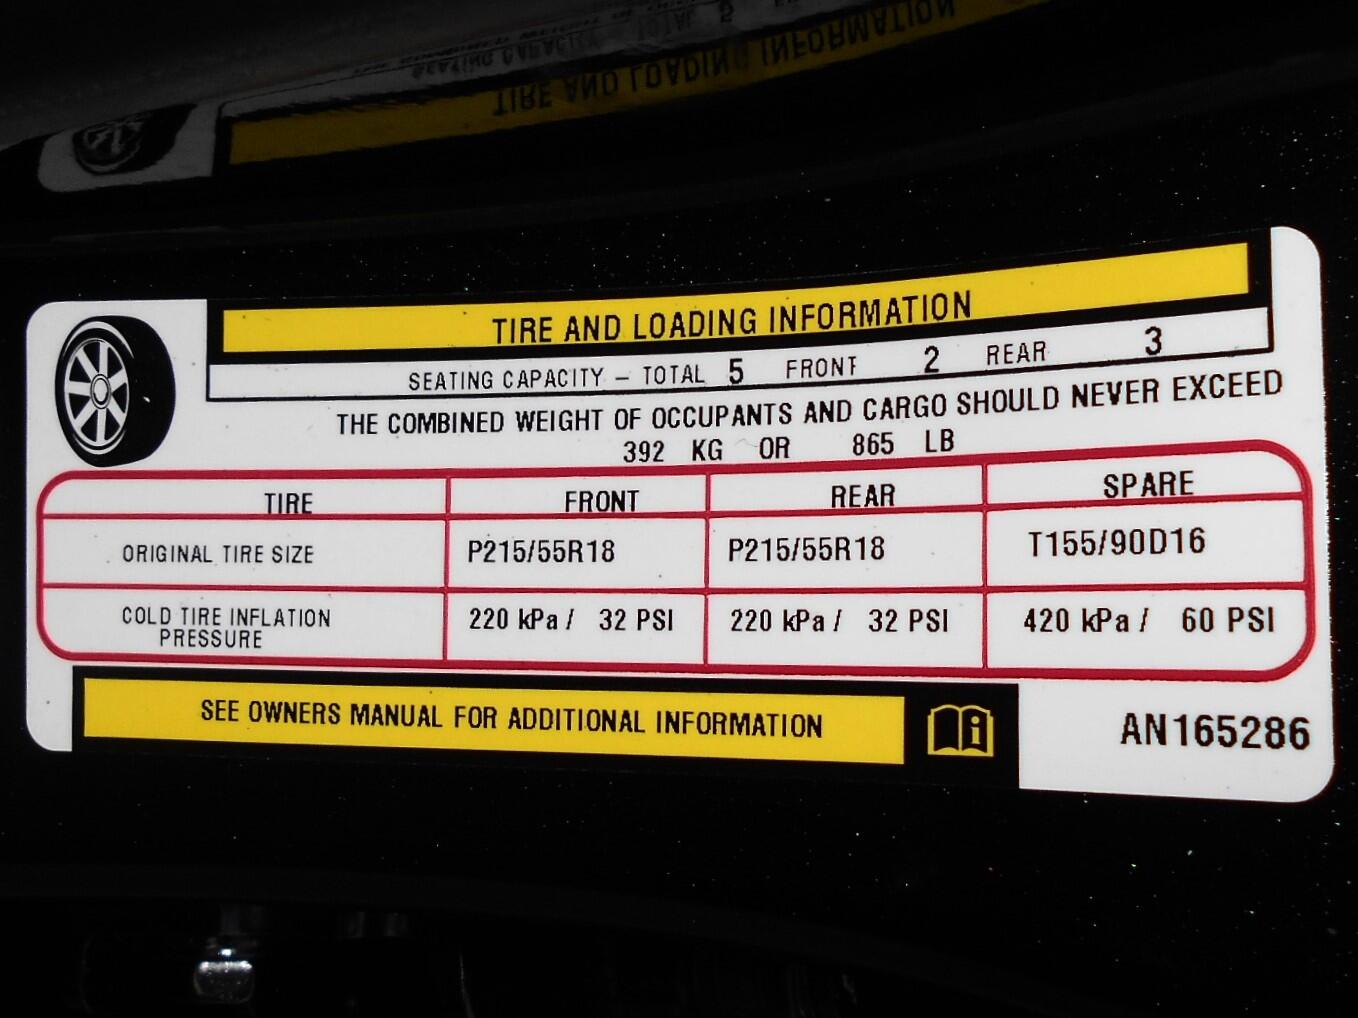 TIRE AND LOADING INFORMATION
SEATING CAPACITY – TOTAL 5 FRONT 2 REAR 3
THE COMBINED WEIGHT OF OCCUPANTS AND CARGO SHOULD NEVER EXCEED
392 KG OR 865 LB
TIRE FRONT REAR SPARE
ORIGINAL TIRE SIZE P215/55R18 P215/55R18 T155/90D16
COLD TIRE INFLATION PRESSURE 220 kPa / 32 PSI 220 kPa / 32 PSI 420 kPa / 60 PSI
SEE OWNERS MANUAL FOR ADDITIONAL INFORMATION
AN165286